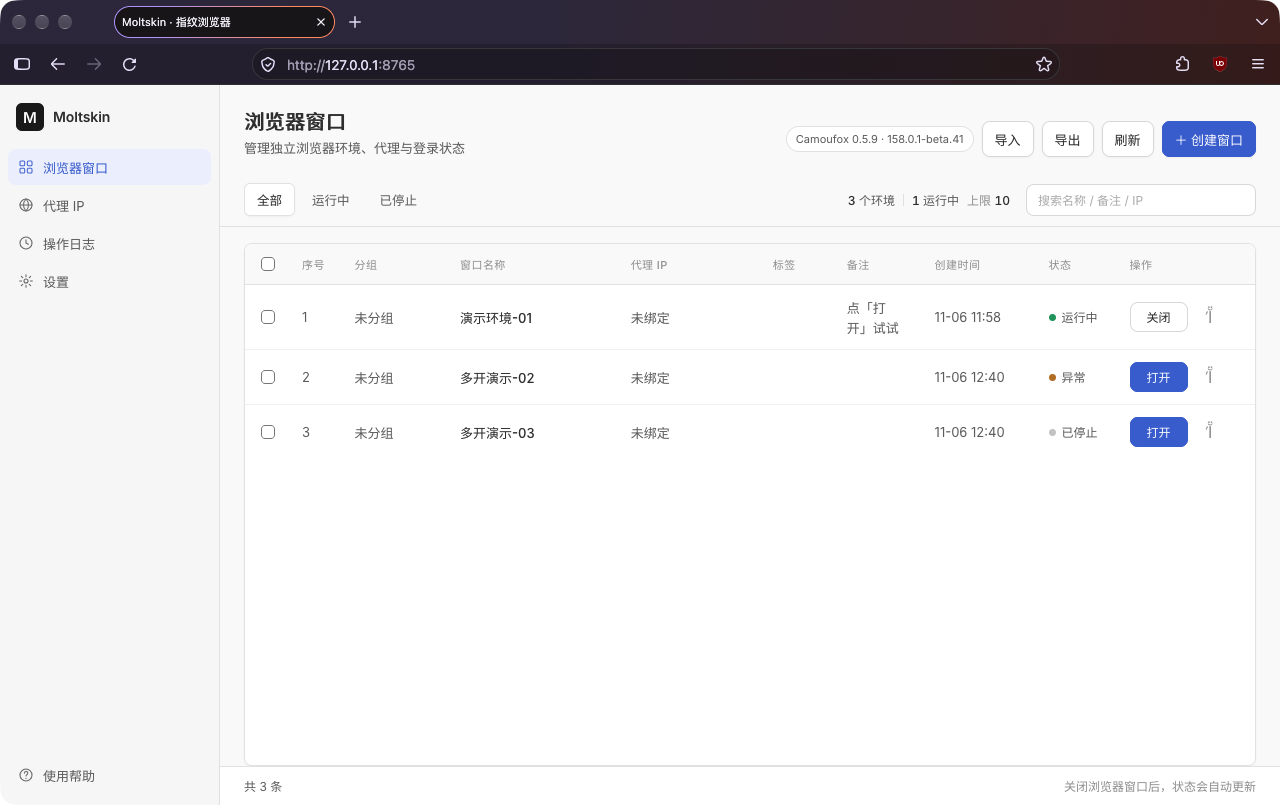 Moltskin · 指纹浏览器
http://127.0.0.1:8765
M Moltskin
浏览器窗口
代理 IP
操作日志
设置
使用帮助
浏览器窗口
管理独立浏览器环境、代理与登录状态
Camoufox 0.5.9 · 158.0.1-beta.41
导入
导出
刷新
+ 创建窗口
全部 运行中 已停止
3 个环境 1 运行中 上限 10
搜索名称 / 备注 / IP
序号 分组 窗口名称 代理 IP 标签 备注 创建时间 状态 操作
1 未分组 演示环境-01 未绑定 点「打开」试试 11-06 11:58 运行中 关闭
2 未分组 多开演示-02 未绑定 11-06 12:40 异常 打开
3 未分组 多开演示-03 未绑定 11-06 12:40 已停止 打开
共 3 条
关闭浏览器窗口后，状态会自动更新